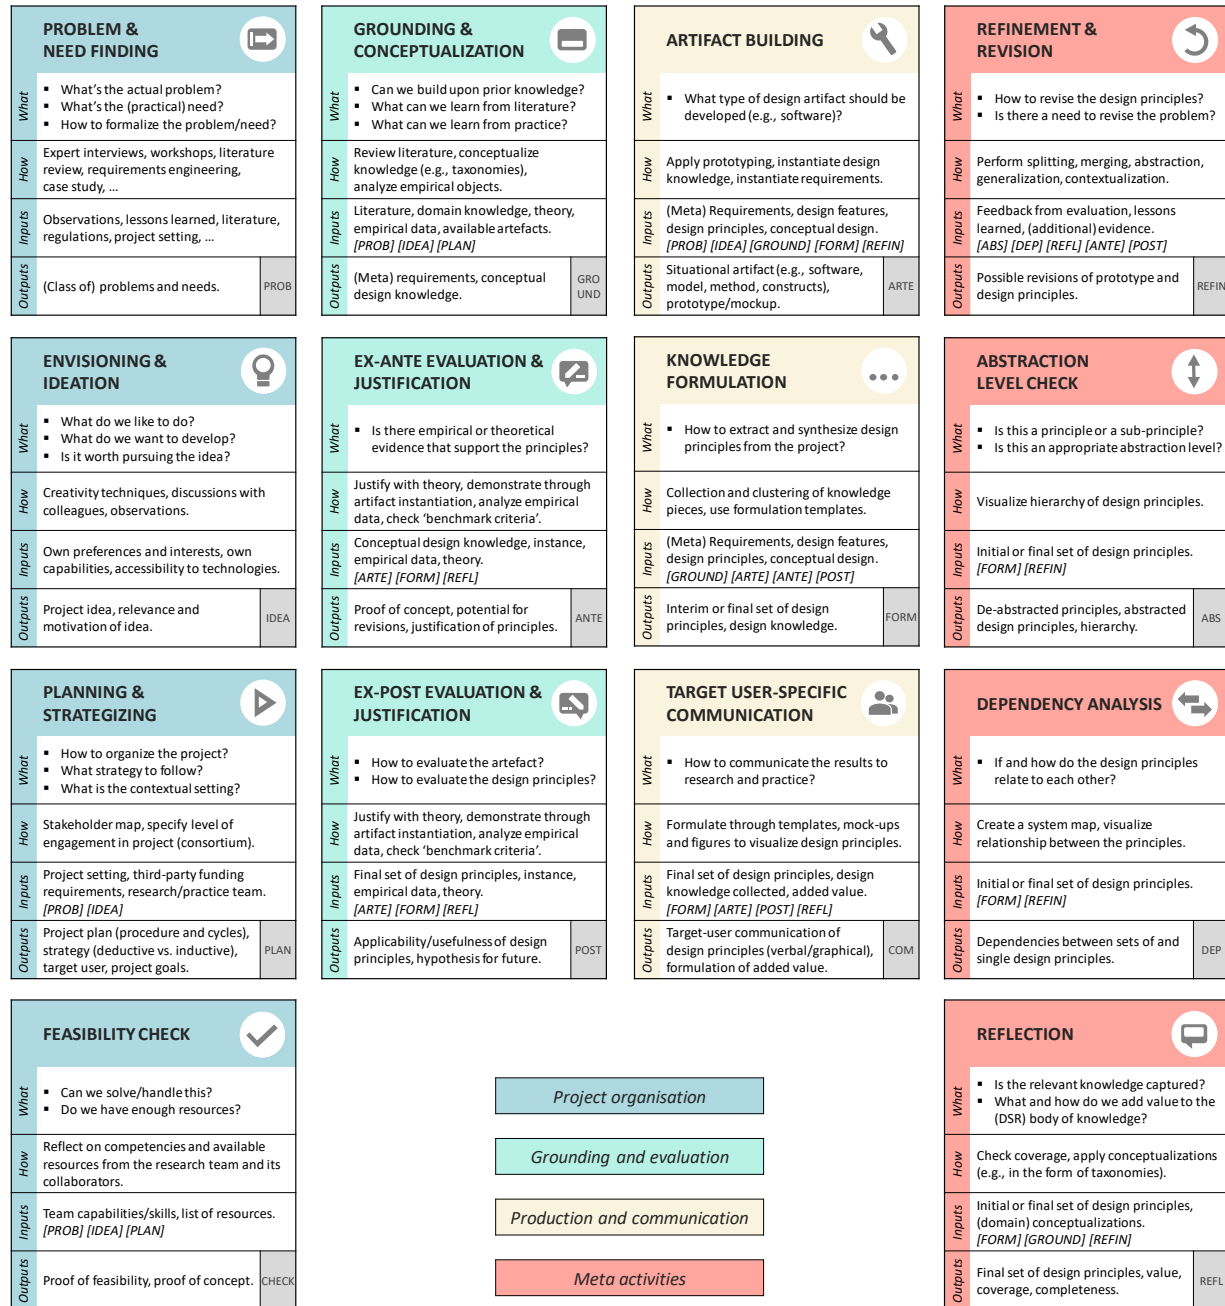 PROBLEM &
NEED FINDING
What
▪ What's the actual problem?
▪ What's the (practical) need?
▪ How to formalize the problem/need?
How
Expert interviews, workshops, literature
review, requirements engineering,
case study, ...
Inputs
Observations, lessons learned, literature,
regulations, project setting, ...
Outputs
(Class of) problems and needs.
PROB
GROUNDING &
CONCEPTUALIZATION
What
▪ Can we build upon prior knowledge?
▪ What can we learn from literature?
▪ What can we learn from practice?
How
Review literature, conceptualize
knowledge (e.g., taxonomies),
analyze empirical objects.
Inputs
Literature, domain knowledge, theory,
empirical data, available artefacts.
[PROB] [IDEA] [PLAN]
Outputs
(Meta) requirements, conceptual
design knowledge.
GRO
UND
ARTIFACT BUILDING
What
▪ What type of design artifact should be
developed (e.g., software)?
How
Apply prototyping, instantiate design
knowledge, instantiate requirements.
Inputs
(Meta) Requirements, design features,
design principles, conceptual design.
[PROB] [IDEA] [GROUND] [FORM] [REFIN]
Outputs
Situational artifact (e.g., software,
model, method, constructs),
prototype/mockup.
ARTE
REFINEMENT &
REVISION
What
▪ How to revise the design principles?
▪ Is there a need to revise the problem?
How
Perform splitting, merging, abstraction,
generalization, contextualization.
Inputs
Feedback from evaluation, lessons
learned, (additional) evidence.
[ABS] [DEP] [REFL] [ANTE] [POST]
Outputs
Possible revisions of prototype and
design principles.
REFIN
ENVISIONING &
IDEATION
What
▪ What do we like to do?
▪ What do we want to develop?
▪ Is it worth pursuing the idea?
How
Creativity techniques, discussions with
colleagues, observations.
Inputs
Own preferences and interests, own
capabilities, accessibility to technologies.
Outputs
Project idea, relevance and
motivation of idea.
IDEA
EX-ANTE EVALUATION &
JUSTIFICATION
What
▪ Is there empirical or theoretical
evidence that support the principles?
How
Justify with theory, demonstrate through
artifact instantiation, analyze empirical
data, check 'benchmark criteria'.
Inputs
Conceptual design knowledge, instance,
empirical data, theory.
[ARTE] [FORM] [REFL]
Outputs
Proof of concept, potential for
revisions, justification of principles.
ANTE
KNOWLEDGE
FORMULATION
What
▪ How to extract and synthesize design
principles from the project?
How
Collection and clustering of knowledge
pieces, use formulation templates.
Inputs
(Meta) Requirements, design features,
design principles, conceptual design.
[GROUND] [ARTE] [ANTE] [POST]
Outputs
Interim or final set of design
principles, design knowledge.
FORM
ABSTRACTION
LEVEL CHECK
What
▪ Is this a principle or a sub-principle?
▪ Is this an appropriate abstraction level?
How
Visualize hierarchy of design principles.
Inputs
Initial or final set of design principles.
[FORM] [REFIN]
Outputs
De-abstracted principles, abstracted
design principles, hierarchy.
ABS
PLANNING &
STRATEGIZING
What
▪ How to organize the project?
▪ What strategy to follow?
▪ What is the contextual setting?
How
Stakeholder map, specify level of
engagement in project (consortium).
Inputs
Project setting, third-party funding
requirements, research/practice team.
[PROB] [IDEA]
Outputs
Project plan (procedure and cycles),
strategy (deductive vs. inductive),
target user, project goals.
PLAN
EX-POST EVALUATION &
JUSTIFICATION
What
▪ How to evaluate the artefact?
▪ How to evaluate the design principles?
How
Justify with theory, demonstrate through
artifact instantiation, analyze empirical
data, check 'benchmark criteria'.
Inputs
Final set of design principles, instance,
empirical data, theory.
[ARTE] [FORM] [REFL]
Outputs
Applicability/usefulness of design
principles, hypothesis for future.
POST
TARGET USER-SPECIFIC
COMMUNICATION
What
▪ How to communicate the results to
research and practice?
How
Formulate through templates, mock-ups
and figures to visualize design principles.
Inputs
Final set of design principles, design
knowledge collected, added value.
[FORM] [ARTE] [POST] [REFL]
Outputs
Target-user communication of
design principles (verbal/graphical),
formulation of added value.
COM
DEPENDENCY ANALYSIS
What
▪ If and how do the design principles
relate to each other?
How
Create a system map, visualize
relationship between the principles.
Inputs
Initial or final set of design principles.
[FORM] [REFIN]
Outputs
Dependencies between sets of and
single design principles.
DEP
FEASIBILITY CHECK
What
▪ Can we solve/handle this?
▪ Do we have enough resources?
How
Reflect on competencies and available
resources from the research team and its
collaborators.
Inputs
Team capabilities/skills, list of resources.
[PROB] [IDEA] [PLAN]
Outputs
Proof of feasibility, proof of concept.
CHECK
Project organisation
Grounding and evaluation
Production and communication
Meta activities
REFLECTION
What
▪ Is the relevant knowledge captured?
▪ What and how do we add value to the
(DSR) body of knowledge?
How
Check coverage, apply conceptualizations
(e.g., in the form of taxonomies).
Inputs
Initial or final set of design principles,
(domain) conceptualizations.
[FORM] [GROUND] [REFIN]
Outputs
Final set of design principles, value,
coverage, completeness.
REFL